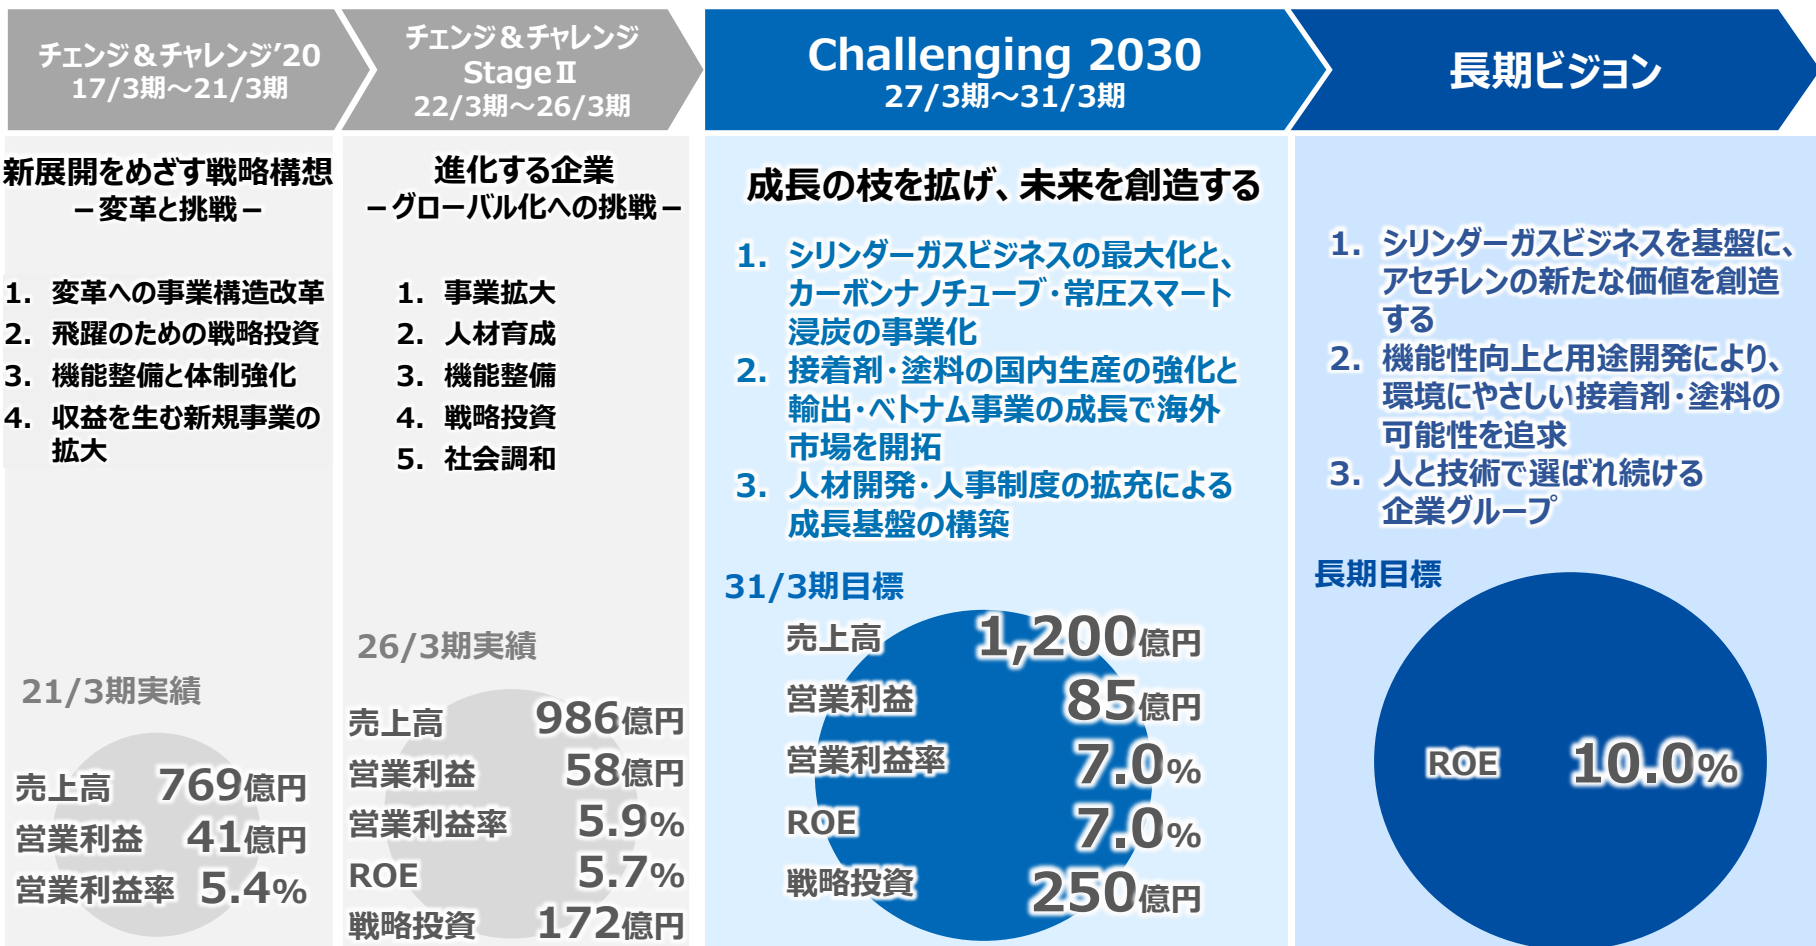 チェンジ&チャレンジ'20
17/3期～21/3期
チェンジ&チャレンジ
StageⅡ
22/3期～26/3期
Challenging 2030
27/3期～31/3期
長期ビジョン
新展開をめざす戦略構想
－変革と挑戦－
1. 変革への事業構造改革
2. 飛躍のための戦略投資
3. 機能整備と体制強化
4. 収益を生む新規事業の
拡大
21/3期実績
売上高 769億円
営業利益 41億円
営業利益率 5.4%
進化する企業
－グローバル化への挑戦－
1. 事業拡大
2. 人材育成
3. 機能整備
4. 戦略投資
5. 社会調和
26/3期実績
売上高 986億円
営業利益 58億円
営業利益率 5.9%
ROE 5.7%
戦略投資 172億円
成長の枝を拡げ、未来を創造する
1. シリンダーガスビジネスの最大化と、
カーボンナノチューブ・常圧スマート
浸炭の事業化
2. 接着剤・塗料の国内生産の強化と
輸出・ベトナム事業の成長で海外
市場を開拓
3. 人材開発・人事制度の拡充による
成長基盤の構築
31/3期目標
売上高 1,200億円
営業利益 85億円
営業利益率 7.0%
ROE 7.0%
戦略投資 250億円
1. シリンダーガスビジネスを基盤に、
アセチレンの新たな価値を創造
する
2. 機能性向上と用途開発により、
環境にやさしい接着剤・塗料の
可能性を追求
3. 人と技術で選ばれ続ける
企業グループ
長期目標
ROE 10.0%